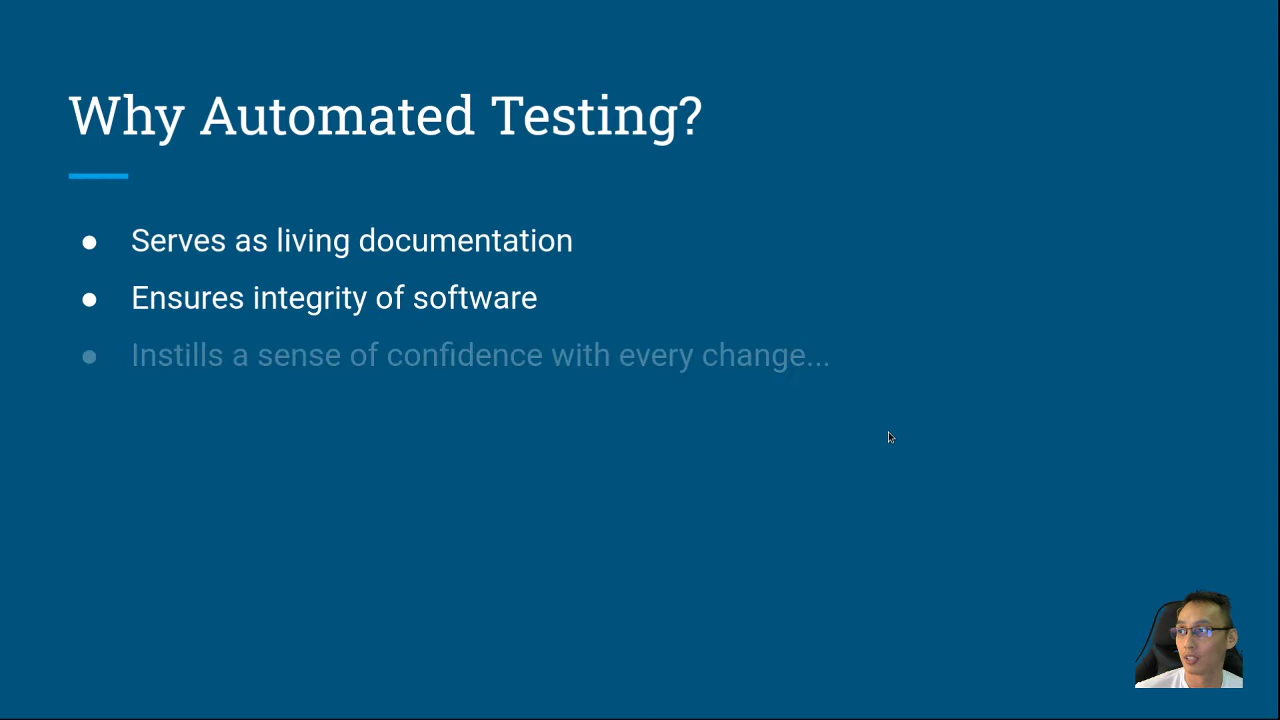 Why Automated Testing?
● Serves as living documentation
● Ensures integrity of software
● Instills a sense of confidence with every change...